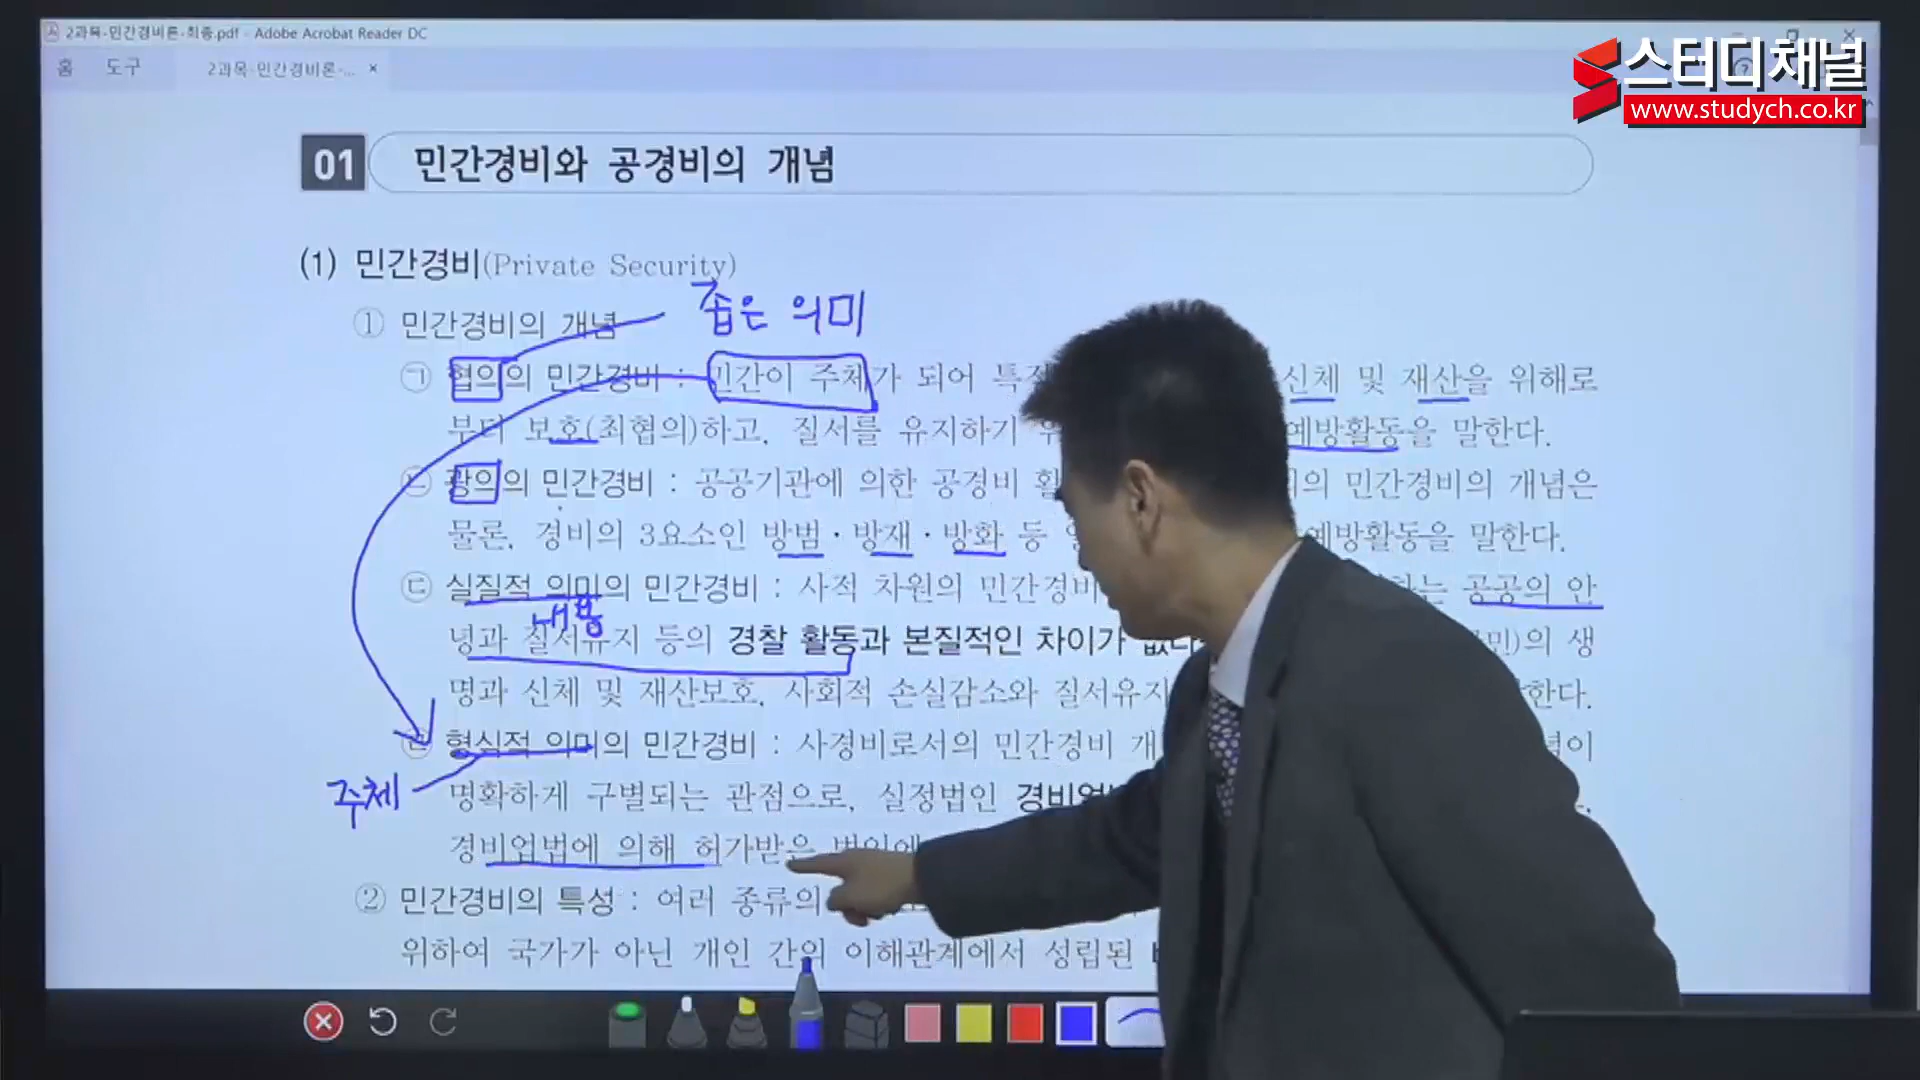 2과목-민간경비론-최종.pdf - Adobe Acrobat Reader DC
홈 도구 2과목-민간경비론-... ×
스터디채널
www.studych.co.kr
01 민간경비와 공경비의 개념
(1) 민간경비(Private Security)
좁은 의미
① 민간경비의 개념
㉠ 협의의 민간경비 : 민간이 주체가 되어 특정 신체 및 재산을 위해로
부터 보호(최협의)하고, 질서를 유지하기 예방활동을 말한다.
㉡ 광의의 민간경비 : 공공기관에 의한 공경비 의 민간경비의 개념은
물론, 경비의 3요소인 방범·방재·방화 등 예방활동을 말한다.
㉢ 실질적 의미의 민간경비 : 사적 차원의 민간경비 는 공공의 안
내용
녕과 질서유지 등의 경찰 활동과 본질적인 차이가 의 생
명과 신체 및 재산보호, 사회적 손실감소와 질서유지 한다.
㉣ 형식적 의미의 민간경비 : 사경비로서의 민간경비 이
주체
명확하게 구별되는 관점으로, 실정법인
경비업법에 의해 허가받은
② 민간경비의 특성 : 여러 종류의
위하여 국가가 아닌 개인 간의 이해관계에서 성립된